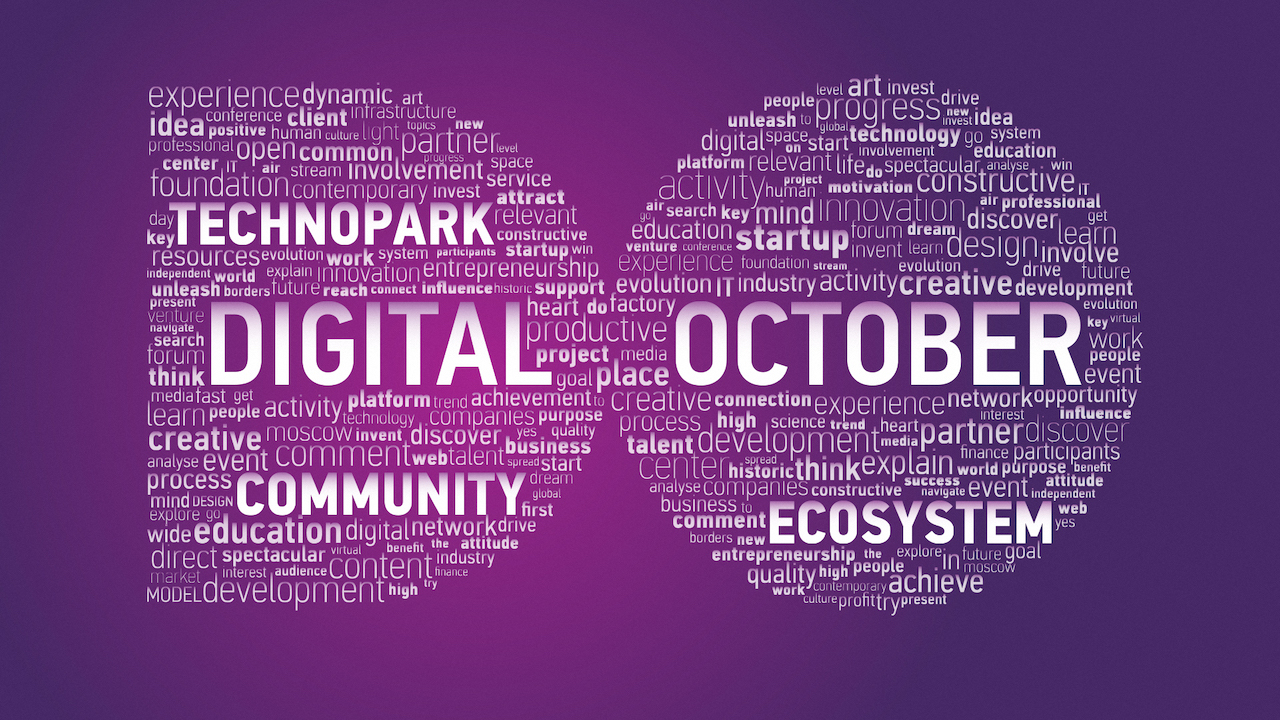 experience dynamic art
conference client infrastructure
idea positive human culture light topics new
professional open common partner level
progress
center IT air stream involvement space
foundation contemporary invest service
attract
day TECHNOPARK relevant
key constructive
resources evolution work system participants startup win
independent world explain innovation entrepreneurship
unleash borders future reach connect influence historic support
present heart do factory
venture
navigate DIGITAL productive
search
forum project media
think goal place
media fast get platform trend achievement to
learn people activity technology companies purpose
creative moscow invent discover yes quality
analyse event comment web talent spread business
start
process COMMUNITY dream
mind DESIGN global
explore go first
wide education digital network drive
direct spectacular virtual benefit the attitude
market interest audience content industry
finance
MODEL development high try
level art invest
people progress drive
unleash to global new invest idea
digital space on start technology go system
involvement education
platform relevant life do spectacular analyse win
activity human project motivation constructive IT
air search key mind innovation air professional
go discover get
education startup forum dream learn
venture conference invent learn design involve
experience foundation stream evolution drive future
evolution IT industry activity creative development
evolution
OCTOBER key virtual
work
people
event
creative connection experience network opportunity
process high science trend heart interest influence
talent development media partner discover
center spread historic think explain finance participants
world purpose benefit
analyse companies constructive success navigate event attitude
independent
business to ECOSYSTEM web
comment yes
borders new
entrepreneurship the explore in future goal
quality high people moscow
work contemporary achieve
culture profit try present